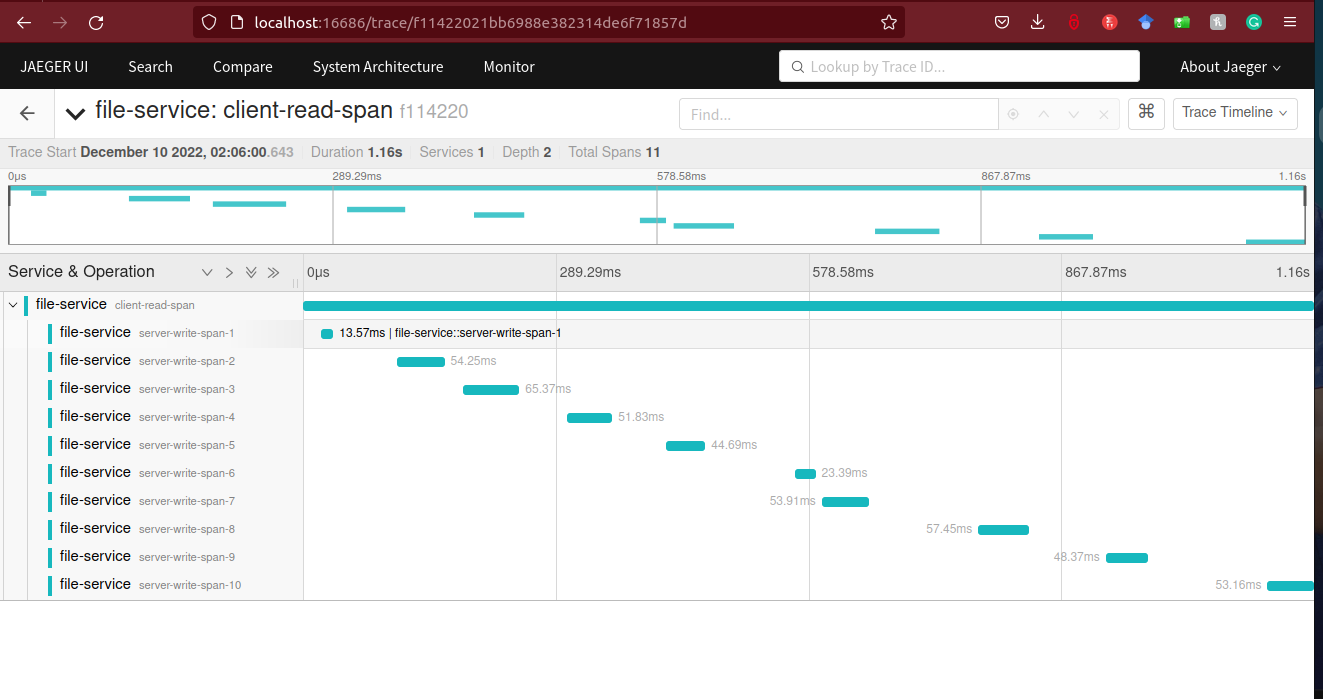 localhost:16686/trace/f11422021bb6988e382314de6f71857d
JAEGER UI Search Compare System Architecture Monitor Lookup by Trace ID... About Jaeger
file-service: client-read-span f114220 Find... ⌘ Trace Timeline
Trace Start December 10 2022, 02:06:00.643 Duration 1.16s Services 1 Depth 2 Total Spans 11
0μs 289.29ms 578.58ms 867.87ms 1.16s
Service & Operation 0μs 289.29ms 578.58ms 867.87ms 1.16s
file-service client-read-span
file-service server-write-span-1 13.57ms | file-service::server-write-span-1
file-service server-write-span-2 54.25ms
file-service server-write-span-3 65.37ms
file-service server-write-span-4 51.83ms
file-service server-write-span-5 44.69ms
file-service server-write-span-6 23.39ms
file-service server-write-span-7 53.91ms
file-service server-write-span-8 57.45ms
file-service server-write-span-9 48.37ms
file-service server-write-span-10 53.16ms